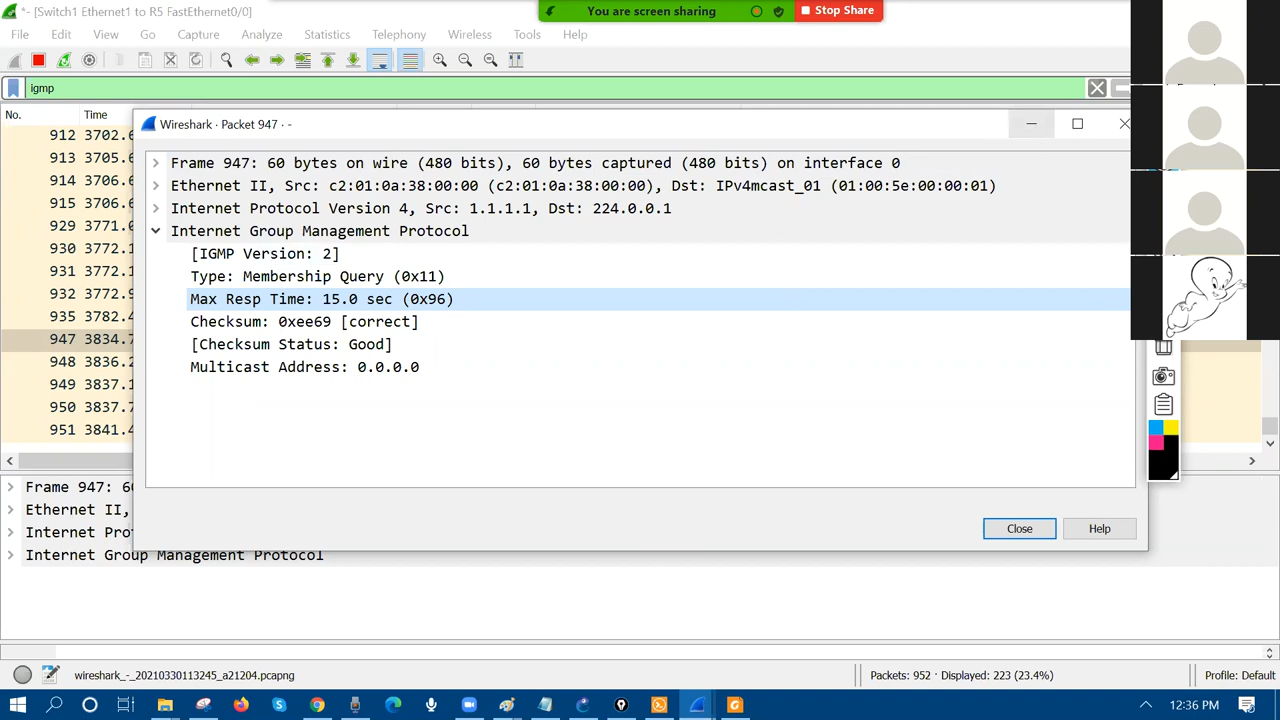 *- [Switch1 Ethernet1 to R5 FastEthernet0/0]
You are screen sharing
Stop Share
File Edit View Go Capture Analyze Statistics Telephony Wireless Tools Help
igmp
No. Time
Wireshark · Packet 947 · -
912 3702.6
913 3705.6
914 3706.6
915 3706.6
929 3771.0
930 3772.1
931 3772.1
932 3772.9
935 3782.4
947 3834.7
948 3836.2
949 3837.1
950 3837.7
951 3841.4
Frame 947: 60 bytes on wire (480 bits), 60 bytes captured (480 bits) on interface 0
Ethernet II, Src: c2:01:0a:38:00:00 (c2:01:0a:38:00:00), Dst: IPv4mcast_01 (01:00:5e:00:00:01)
Internet Protocol Version 4, Src: 1.1.1.1, Dst: 224.0.0.1
Internet Group Management Protocol
[IGMP Version: 2]
Type: Membership Query (0x11)
Max Resp Time: 15.0 sec (0x96)
Checksum: 0xee69 [correct]
[Checksum Status: Good]
Multicast Address: 0.0.0.0
Close Help
Frame 947: 6
Ethernet II,
Internet Pro
Internet Group Management Protocol
wireshark_-_20210330113245_a21204.pcapng
Packets: 952 · Displayed: 223 (23.4%)
Profile: Default
12:36 PM